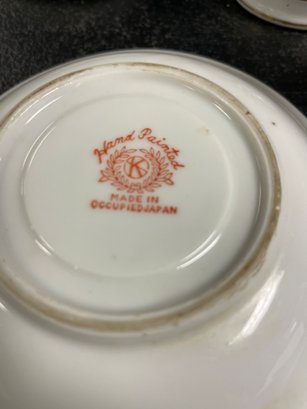 Hand Painted
K
MADE IN
OCCUPIED JAPAN